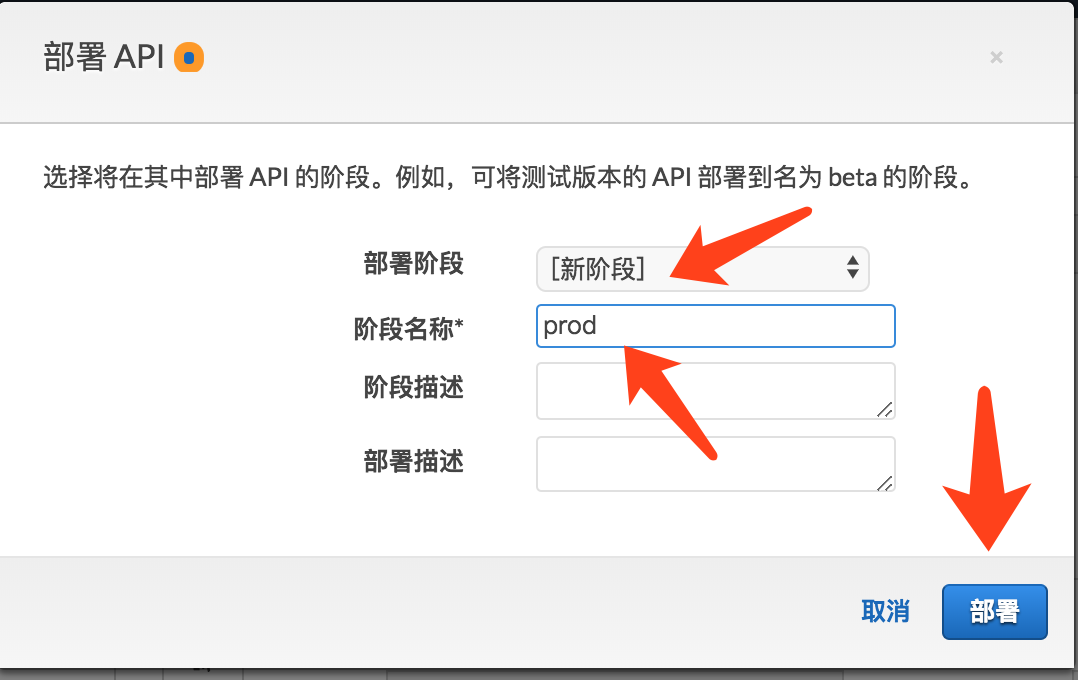 部署 API
×
选择将在其中部署 API 的阶段。例如，可将测试版本的 API 部署到名为 beta 的阶段。
部署阶段 [新阶段]
阶段名称* prod
阶段描述
部署描述
取消 部署